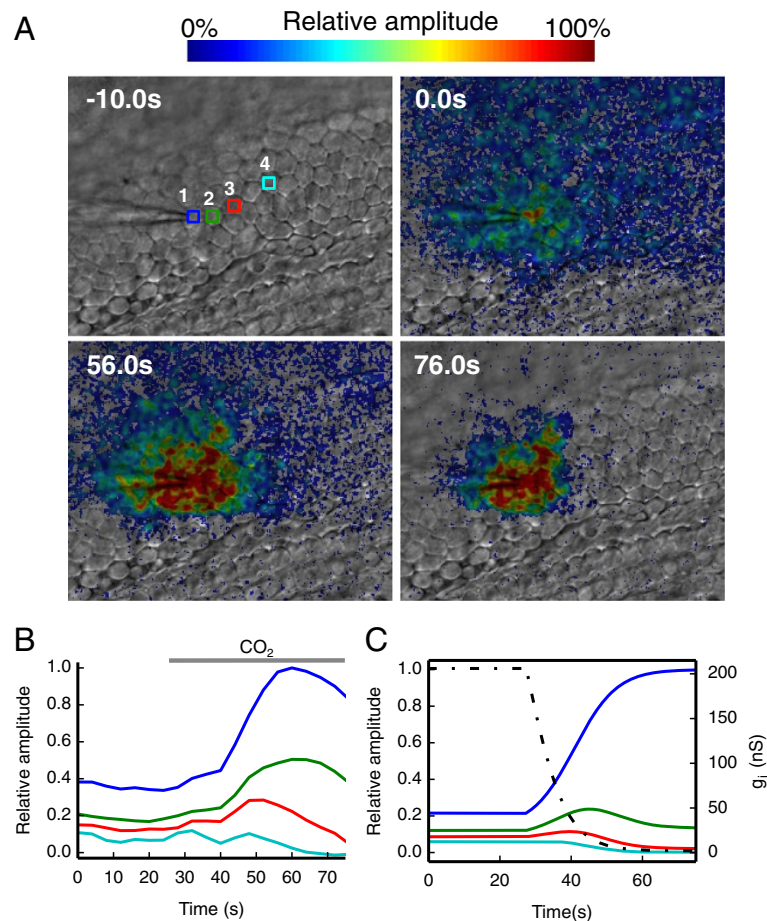 A
Relative amplitude
0% 100%
-10.0s
0.0s
1 2 3 4
56.0s
76.0s
B
CO₂
Relative amplitude
1.0
0.8
0.6
0.4
0.2
0.0
0 10 20 30 40 50 60 70
Time (s)
C
Relative amplitude
1.0
0.8
0.6
0.4
0.2
0.0
200
150
100
50
0
gⱼ (nS)
0 20 40 60
Time(s)